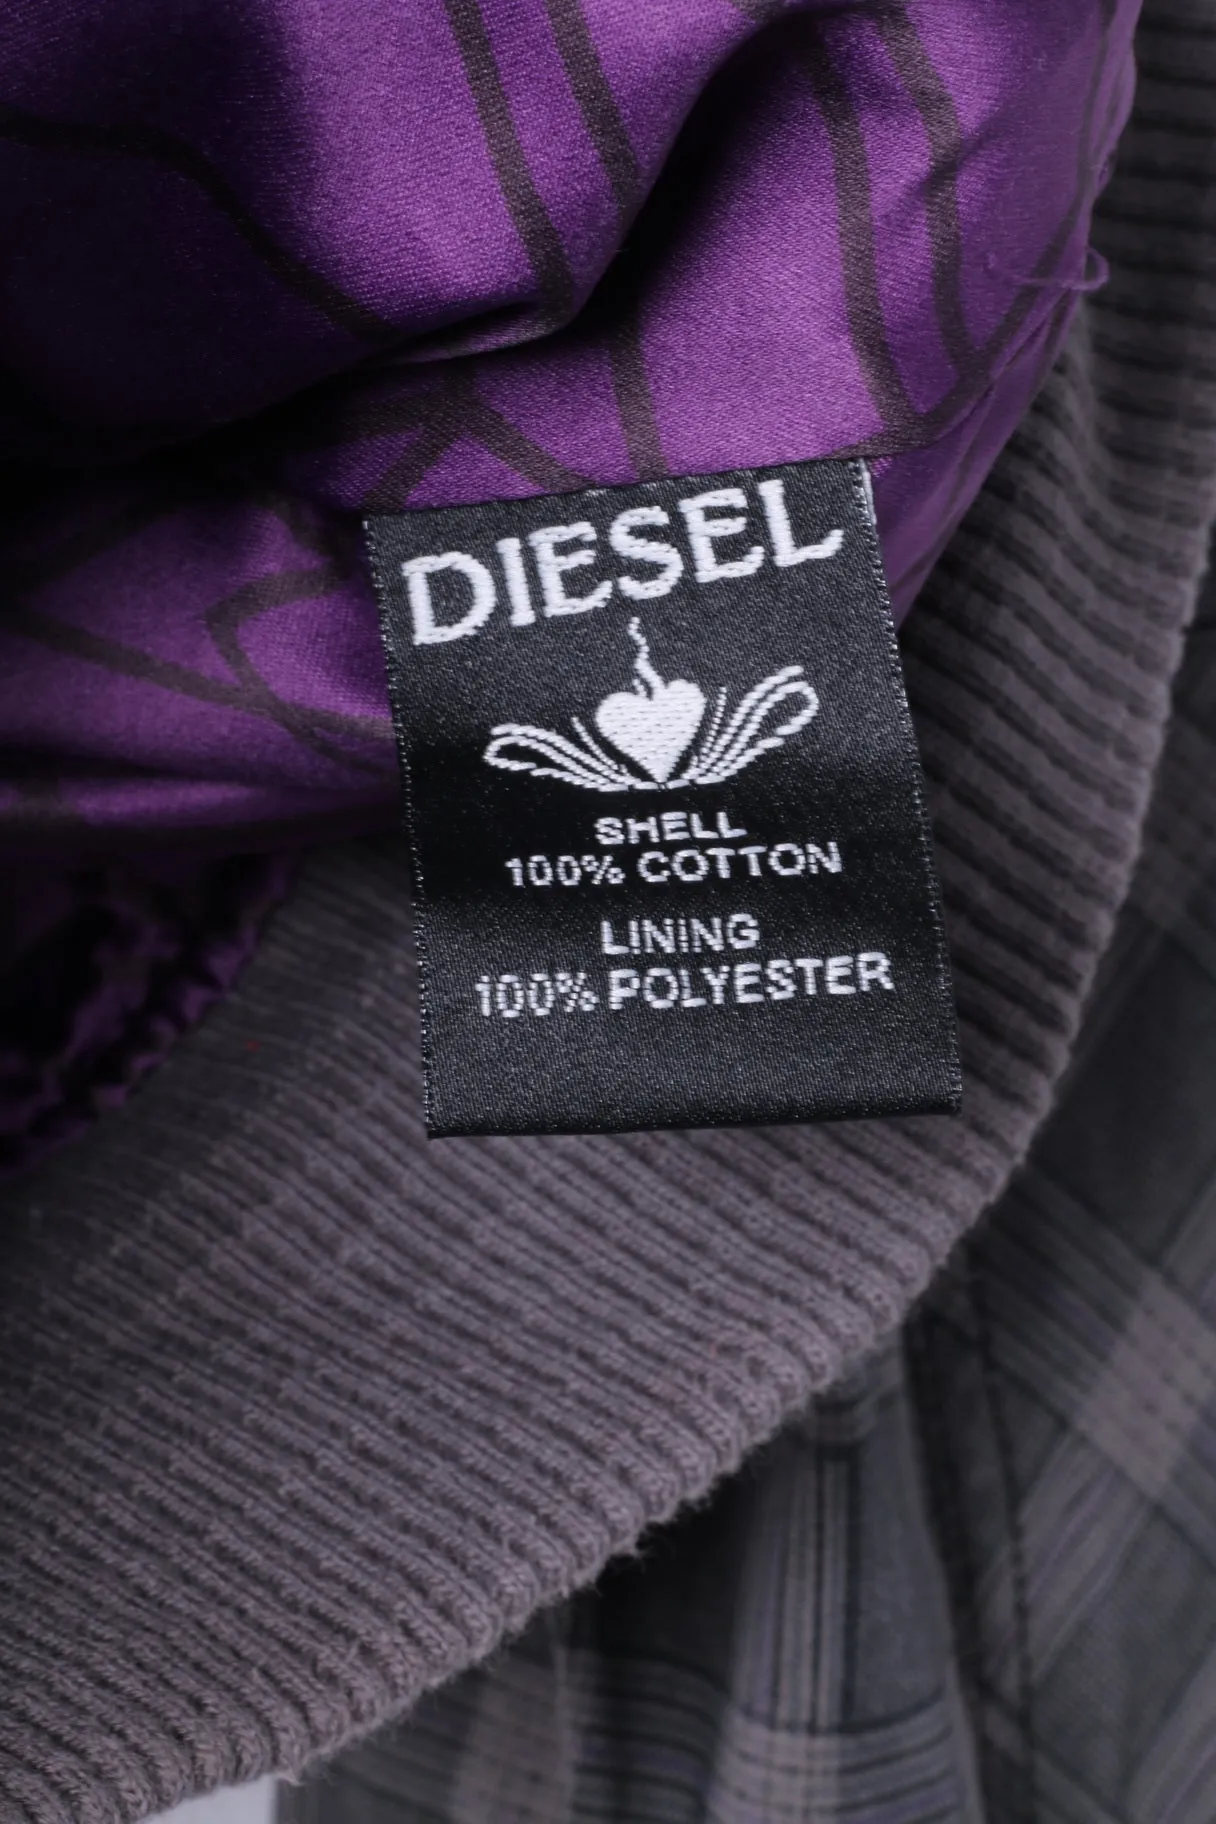 DIESEL
SHELL
100% COTTON
LINING
100% POLYESTER